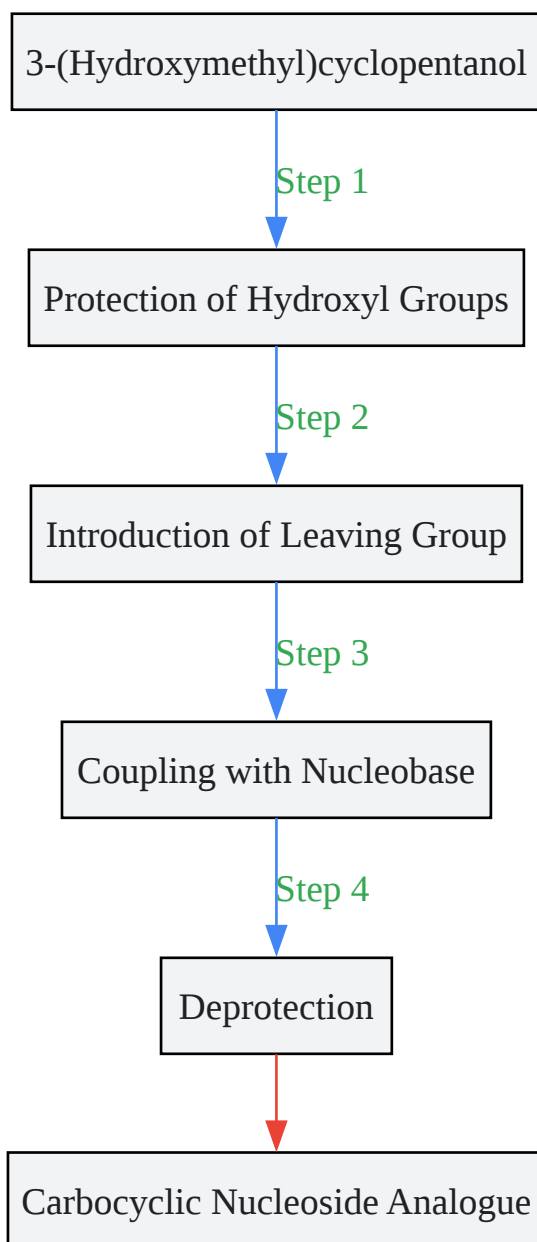 3-(Hydroxymethyl)cyclopentanol
Step 1
Protection of Hydroxyl Groups
Step 2
Introduction of Leaving Group
Step 3
Coupling with Nucleobase
Step 4
Deprotection
Carbocyclic Nucleoside Analogue